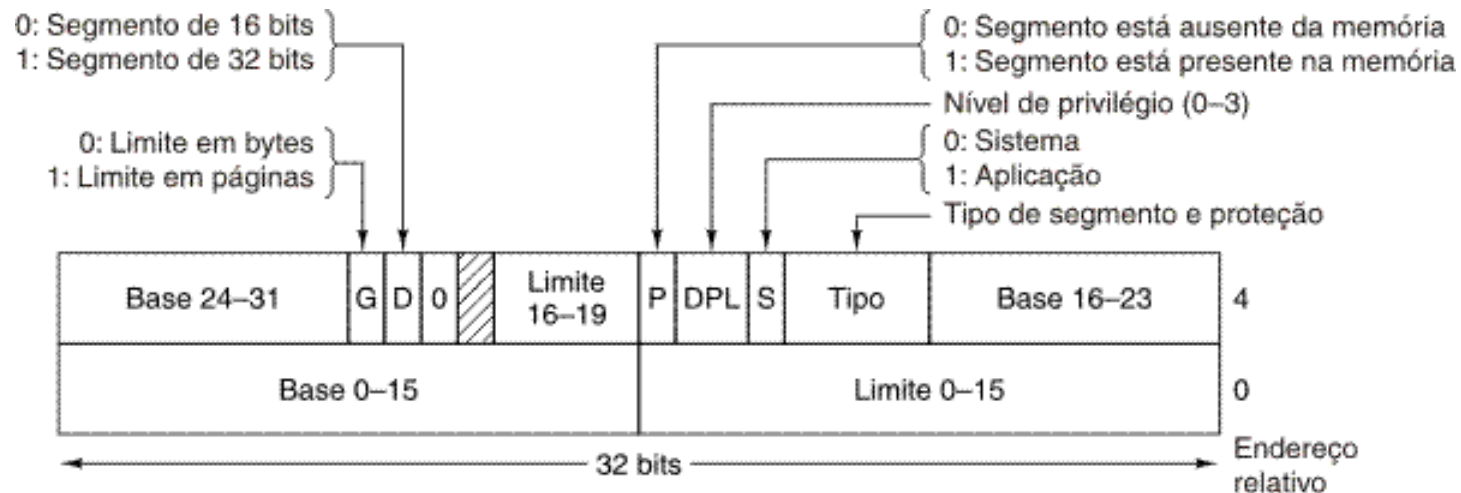 0: Segmento de 16 bits
1: Segmento de 32 bits
0: Segmento está ausente da memória
1: Segmento está presente na memória
Nível de privilégio (0–3)
0: Limite em bytes
1: Limite em páginas
0: Sistema
1: Aplicação
Tipo de segmento e proteção
Base 24–31
G
D
0
Limite
16–19
P
DPL
S
Tipo
Base 16–23
4
Base 0–15
Limite 0–15
0
32 bits
Endereço
relativo